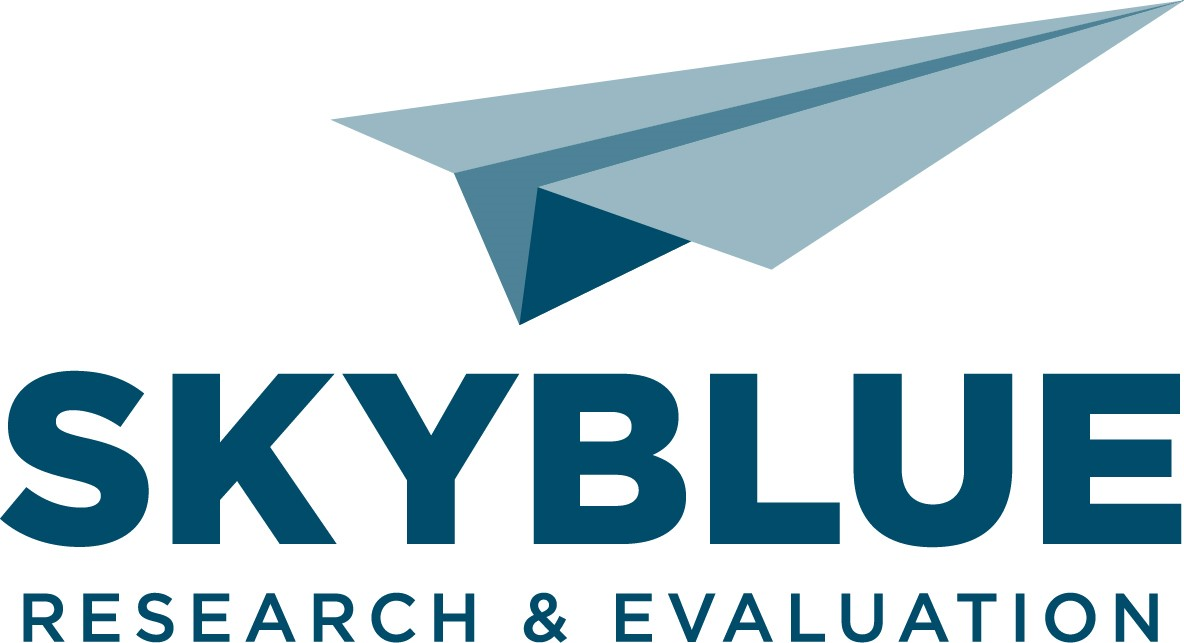 SKYBLUE
RESEARCH & EVALUATION